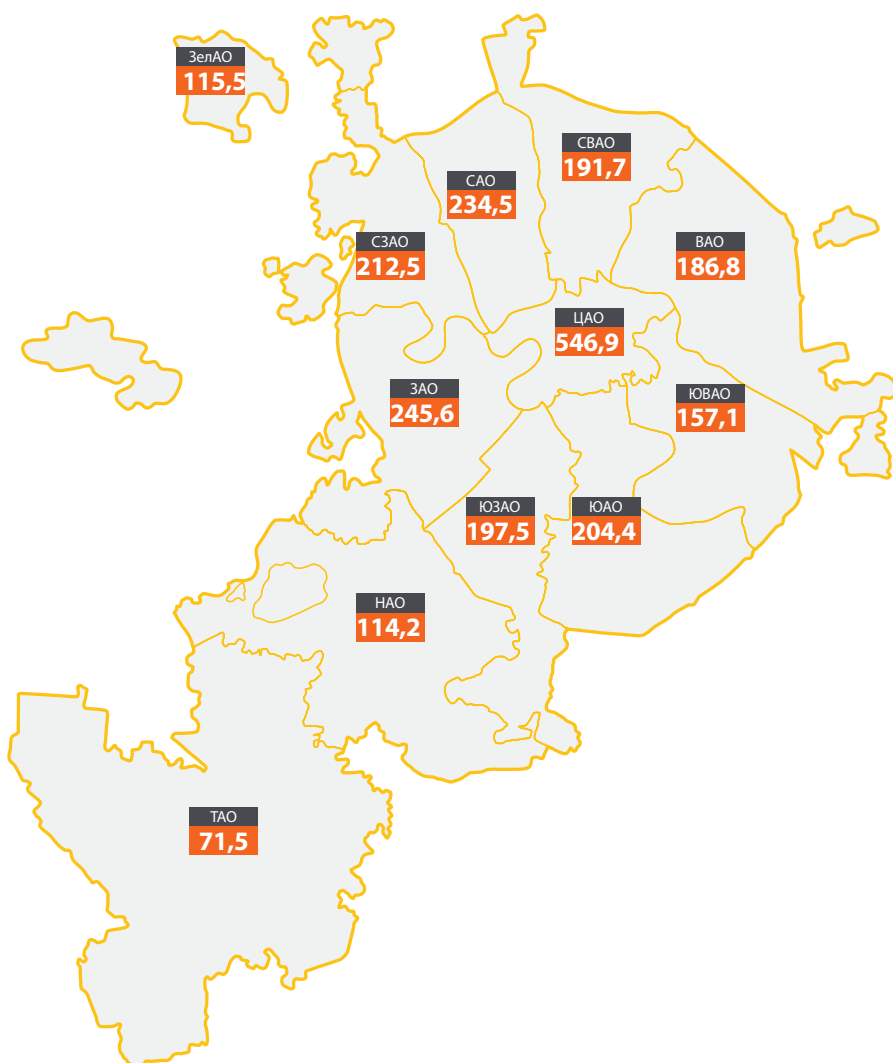 ЗелАО
115,5
СВАО
191,7
САО
234,5
СЗАО
212,5
ВАО
186,8
ЦАО
546,9
ЗАО
245,6
ЮВАО
157,1
ЮЗАО
197,5
ЮАО
204,4
НАО
114,2
ТАО
71,5